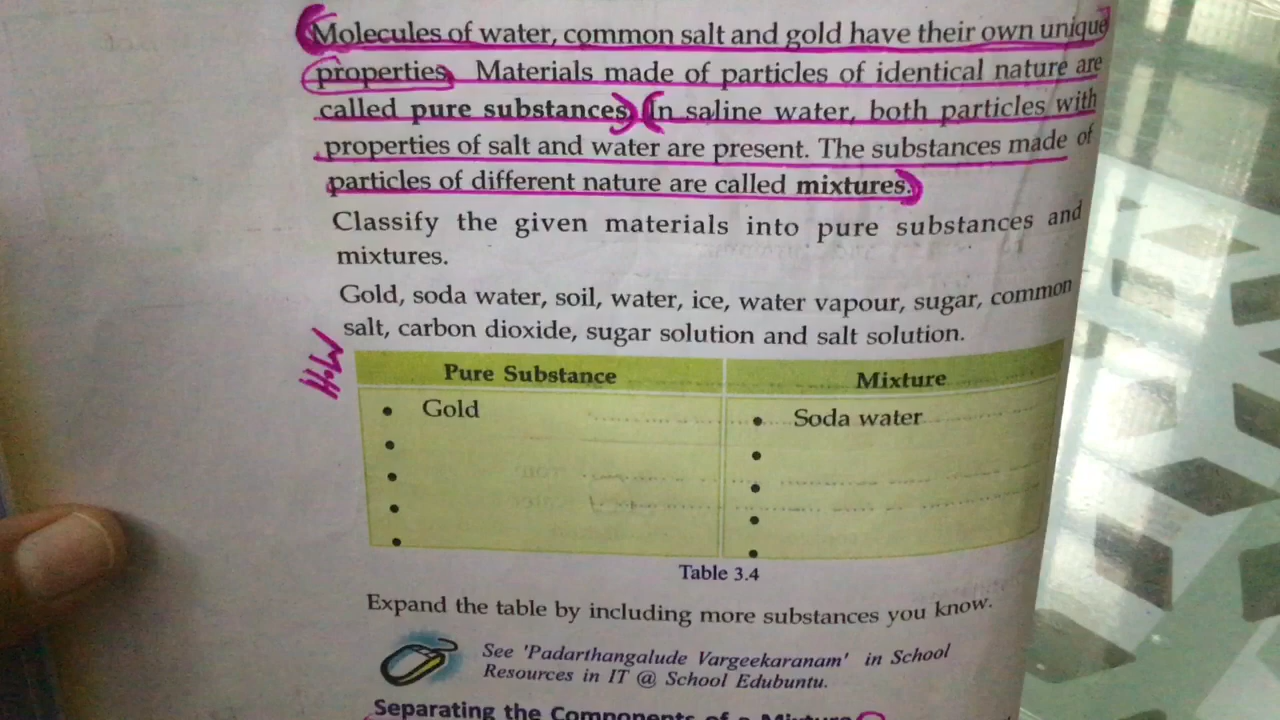 Molecules of water, common salt and gold have their own unique
properties. Materials made of particles of identical nature are
called pure substances. In saline water, both particles with
properties of salt and water are present. The substances made of
particles of different nature are called mixtures.
Classify the given materials into pure substances and
mixtures.
Gold, soda water, soil, water, ice, water vapour, sugar, common
salt, carbon dioxide, sugar solution and salt solution.
Pure Substance
Mixture
• Gold
• Soda water
Table 3.4
Expand the table by including more substances you know.
See 'Padarthangalude Vargeekaranam' in School
Resources in IT @ School Edubuntu.
Separating the Components of a Mixture